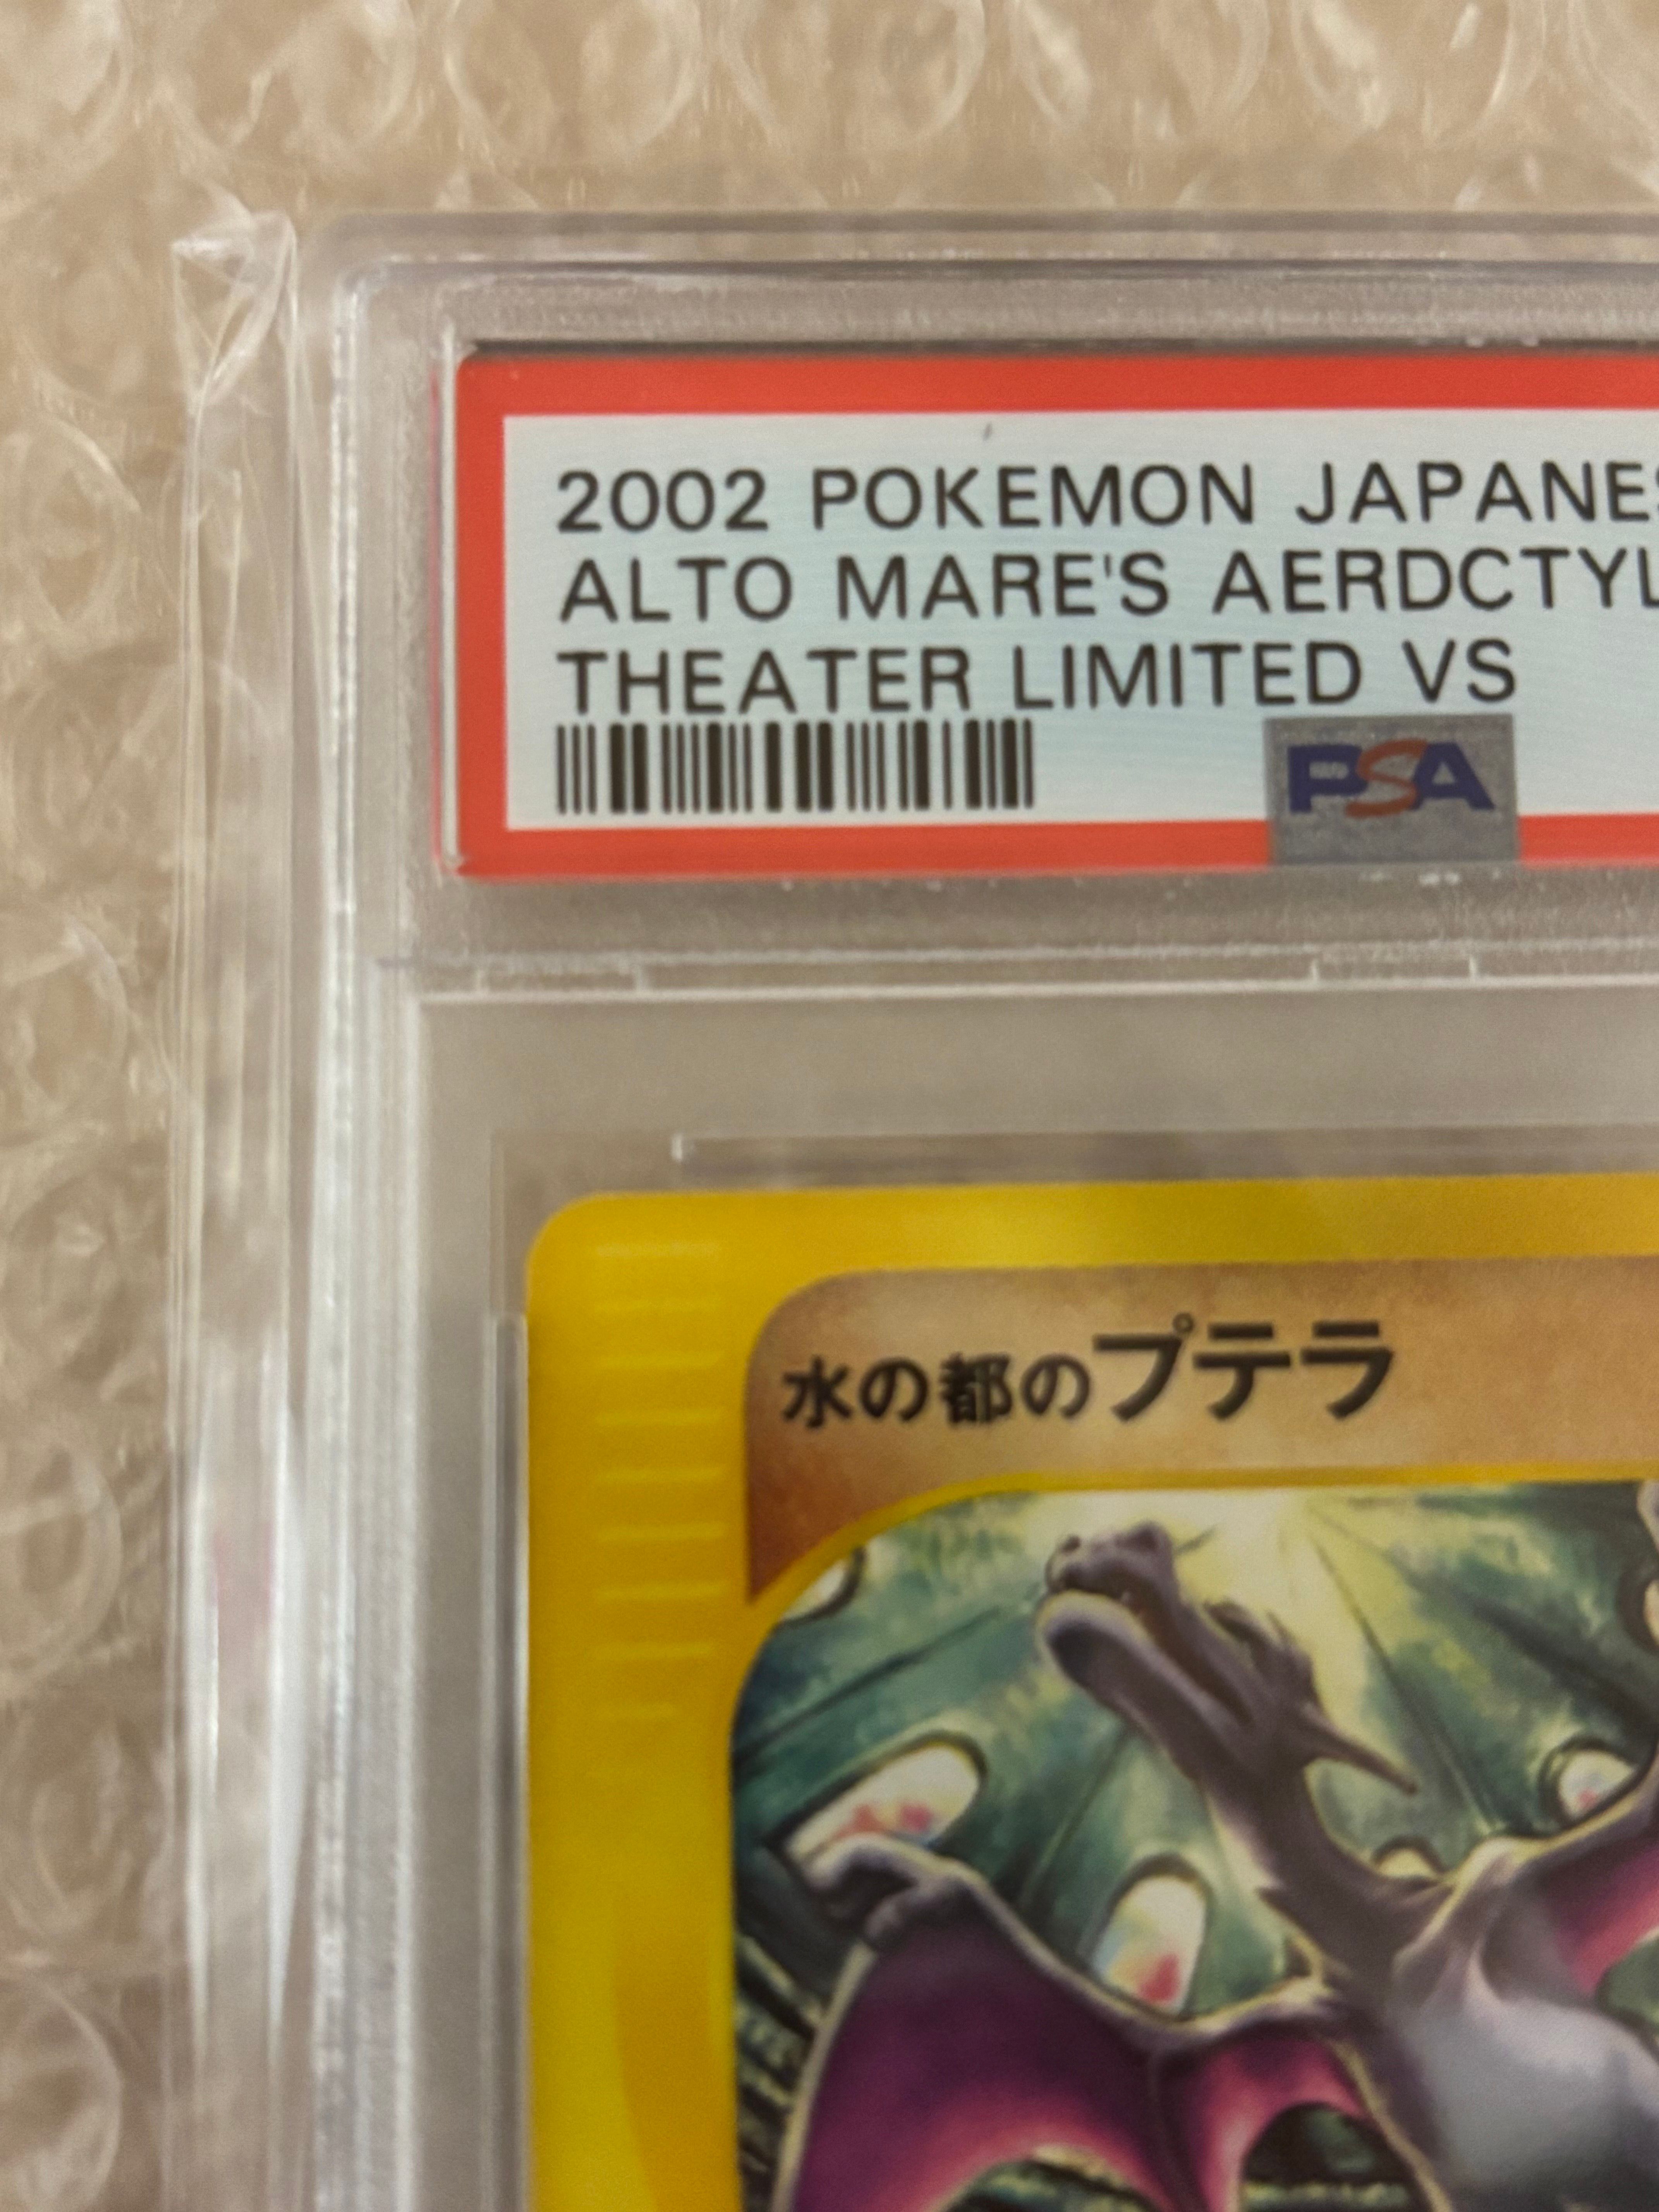 2002 POKEMON JAPANES
ALTO MARE'S AERDCTYL
THEATER LIMITED VS
PSA
水の都のプテラ